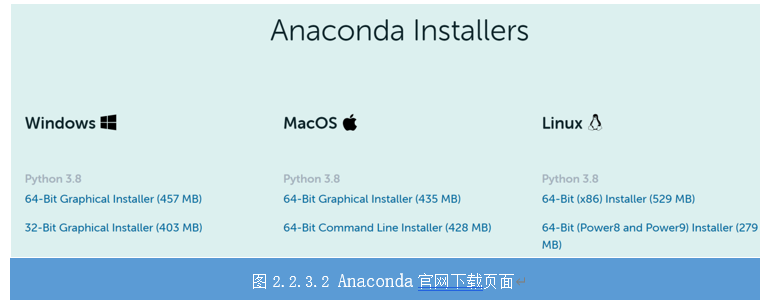 Anaconda Installers
Windows
MacOS
Linux
Python 3.8
Python 3.8
Python 3.8
64-Bit Graphical Installer (457 MB)
64-Bit Graphical Installer (435 MB)
64-Bit (x86) Installer (529 MB)
32-Bit Graphical Installer (403 MB)
64-Bit Command Line Installer (428 MB)
64-Bit (Power8 and Power9) Installer (279
MB)
图 2.2.3.2 Anaconda 官网下载页面